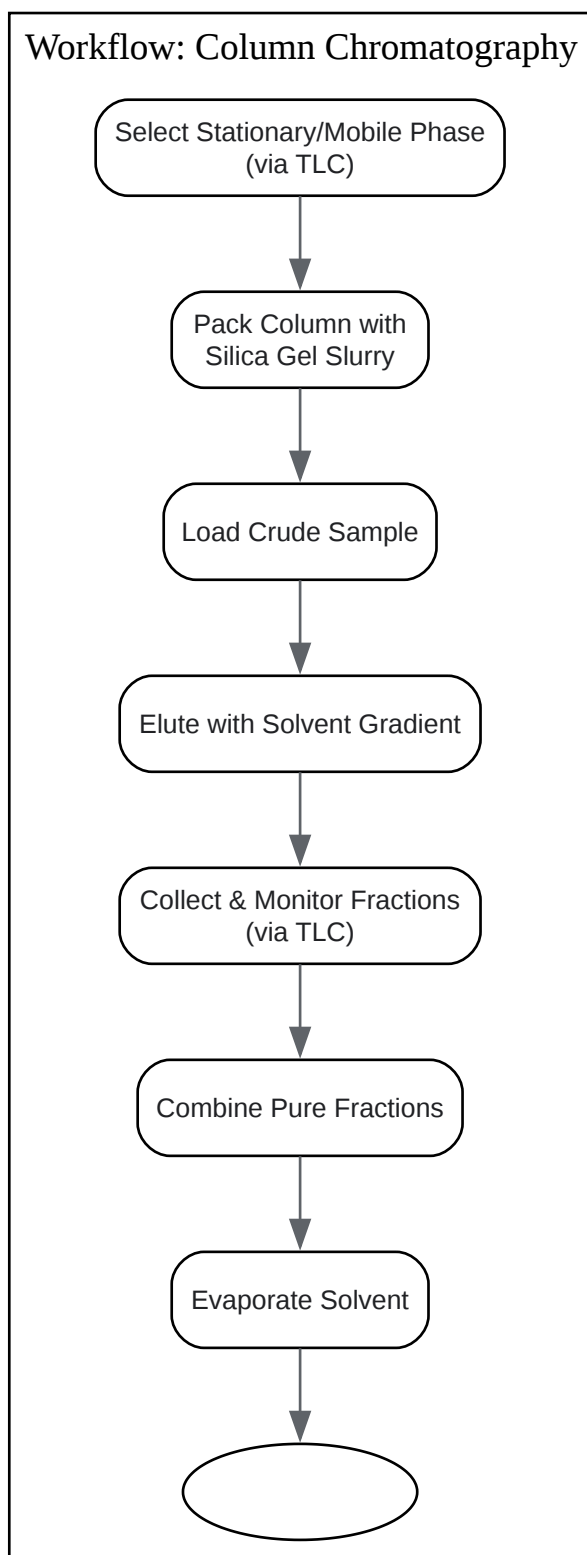 Workflow: Column Chromatography
Select Stationary/Mobile Phase
(via TLC)
Pack Column with
Silica Gel Slurry
Load Crude Sample
Elute with Solvent Gradient
Collect & Monitor Fractions
(via TLC)
Combine Pure Fractions
Evaporate Solvent